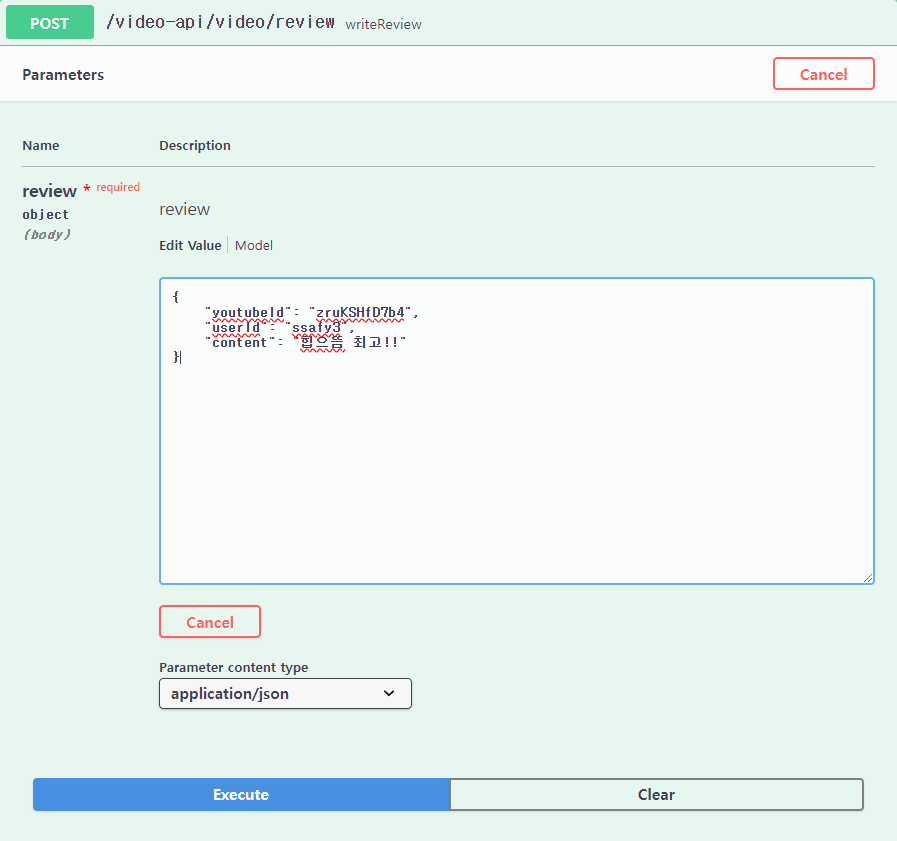 POST /video-api/video/review writeReview
Parameters Cancel
Name Description
review * required
object
(body)
review
Edit Value Model
{
    "youtubeId": "zruKSHfD7b4",
    "userId": "ssafy3",
    "content": "힙으뜸 최고!!"
}
Cancel
Parameter content type
application/json
Execute Clear